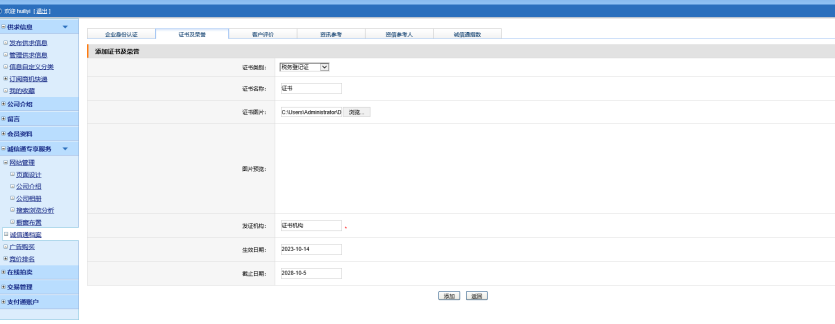 欢迎 huiyi [退出]
供求信息
发布供求信息
管理供求信息
信息自定义分类
订阅商机快递
我的收藏
公司介绍
留言
会员资料
诚信通专享服务
网站管理
页面设计
公司介绍
公司相册
搜索浏览分析
橱窗布置
诚信通档案
广告购买
竞价排名
在线拍卖
交易管理
支付通账户
企业身份认证 证书及荣誉 客户评价 资讯参考 资信参考人 诚信通指数
添加证书及荣誉
证书类别: 税务登记证
证书名称: 证书
证书图片: C:\Users\Administrator\D 浏览...
图片预览:
发证机构: 证书机构 。
生效日期: 2023-10-14
截止日期: 2028-10-5
添加 返回